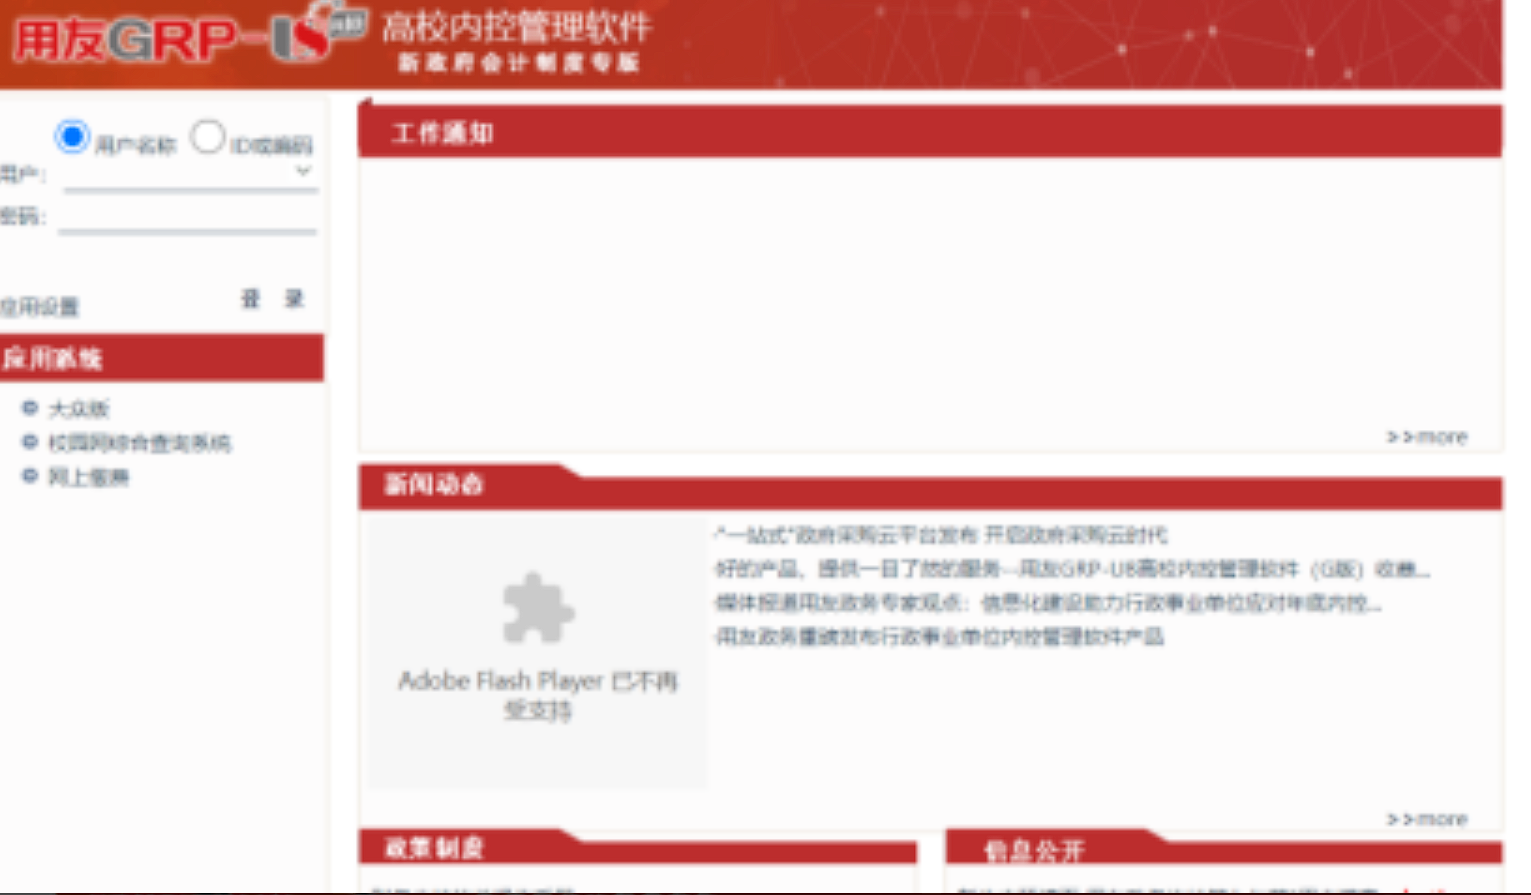 用友GRP-U8 高校内控管理软件
新政府会计制度专版
用户名称 ID或编码
用户:
密码:
应用设置 登 录
应用系统
大众版
校园网综合查询系统
网上报账
工作通知
>>more
新闻动态
Adobe Flash Player 已不再
受支持
·"一站式"政府采购云平台发布 开启政府采购云时代
·好的产品，提供一目了然的服务--用友GRP-U8高校内控管理软件（G版）收藏...
·媒体报道用友政务专家观点：信息化建设助力行政事业单位应对年底内控...
·用友政务重磅发布行政事业单位内控管理软件产品
>>more
政策制度
信息公开